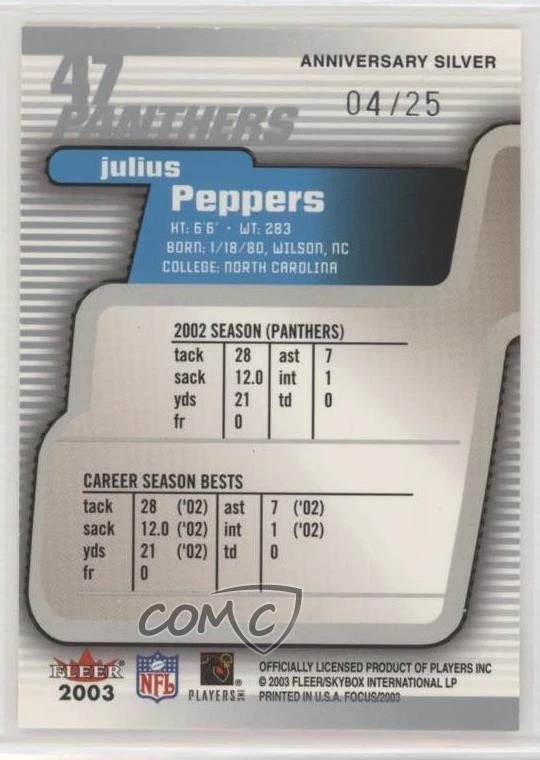 ANNIVERSARY SILVER
04/25
47
PANTHERS
julius
Peppers
HT: 6'6" - WT: 283
BORN: 1/18/80, WILSON, NC
COLLEGE: NORTH CAROLINA
2002 SEASON (PANTHERS)
tack 28 ast 7
sack 12.0 int 1
yds 21 td 0
fr 0
CAREER SEASON BESTS
tack 28 ('02) ast 7 ('02)
sack 12.0 ('02) int 1 ('02)
yds 21 ('02) td 0
fr 0
COMC
FLEER
2003
NFL
PLAYERS INC
OFFICIALLY LICENSED PRODUCT OF PLAYERS INC
© 2003 FLEER/SKYBOX INTERNATIONAL LP
PRINTED IN U.S.A. FOCUS/2003